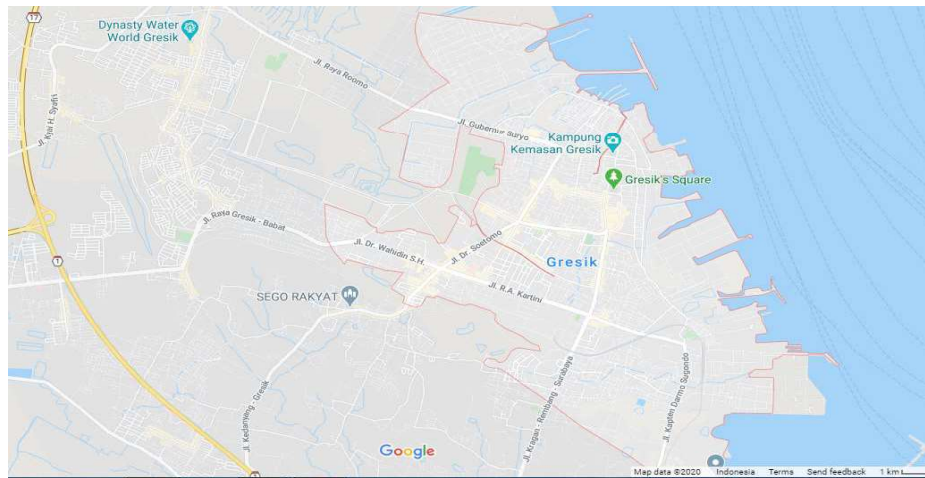 17
Dynasty Water
World Gresik
Jl. Raya Roomo
Jl. Kyai H. Syafi'i
Jl. Gubernur Surya
Kampung
Kemasan Gresik
Gresik's Square
Jl. Raya Gresik - Babat
Jl. Dr. Wahidin S.H.
Jl. Dr. Soetomo
Gresik
1
SEGO RAKYAT
Jl. R.A. Kartini
Jl. Kedanyang - Gresik
Jl. Kragan - Rembang - Surabaya
Jl. Kapten Darmo Sugondo
Google
1
Map data ©2020 Indonesia Terms Send feedback 1 km